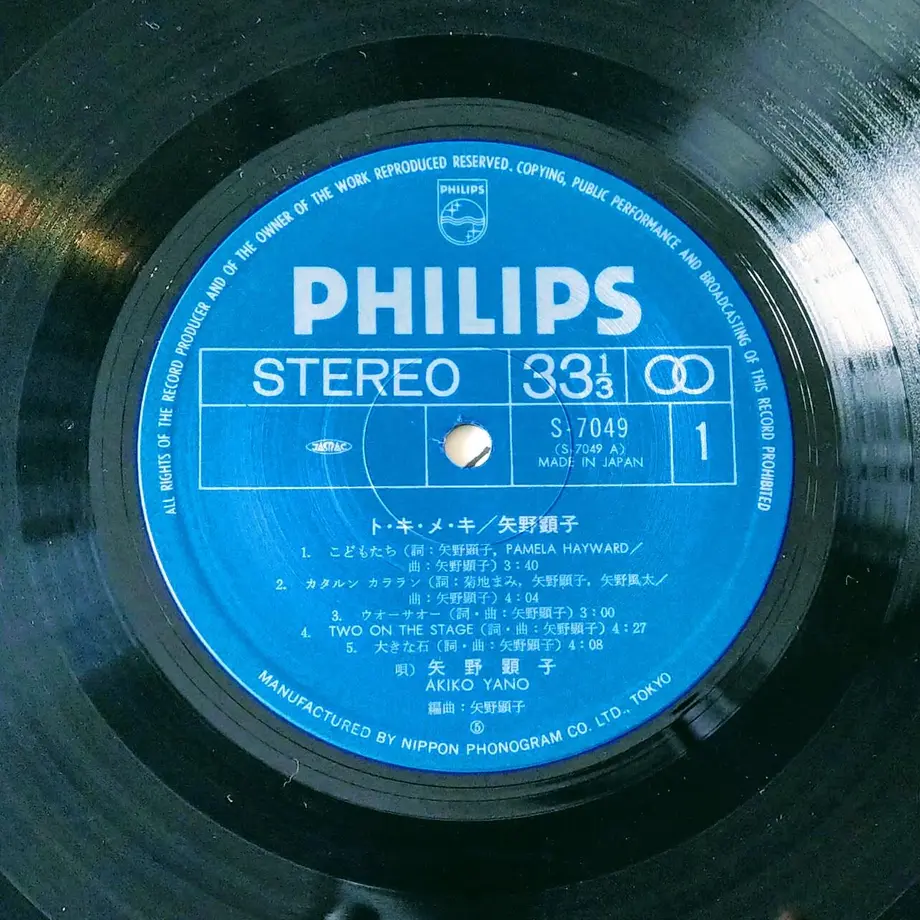 ALL RIGHTS OF THE RECORD PRODUCER AND OF THE OWNER OF THE WORK REPRODUCED RESERVED. COPYING, PUBLIC PERFORMANCE AND BROADCASTING OF THIS RECORD PROHIBITED
PHILIPS
PHILIPS
STEREO 33 1/3
JASRAC S-7049 1
(S-7049 A)
MADE IN JAPAN
ト・キ・メ・キ/矢野顕子
1. こどもたち (詞:矢野顕子, PAMELA HAYWARD/
曲:矢野顕子) 3:40
2. カタルン カララン (詞:菊地まみ, 矢野顕子, 矢野風太/
曲:矢野顕子) 4:04
3. ウオーサオー (詞・曲:矢野顕子) 3:00
4. TWO ON THE STAGE (詞・曲:矢野顕子) 4:27
5. 大きな石 (詞・曲:矢野顕子) 4:08
唄) 矢野顕子
AKIKO YANO
編曲:矢野顕子
MANUFACTURED BY NIPPON PHONOGRAM CO. LTD., TOKYO